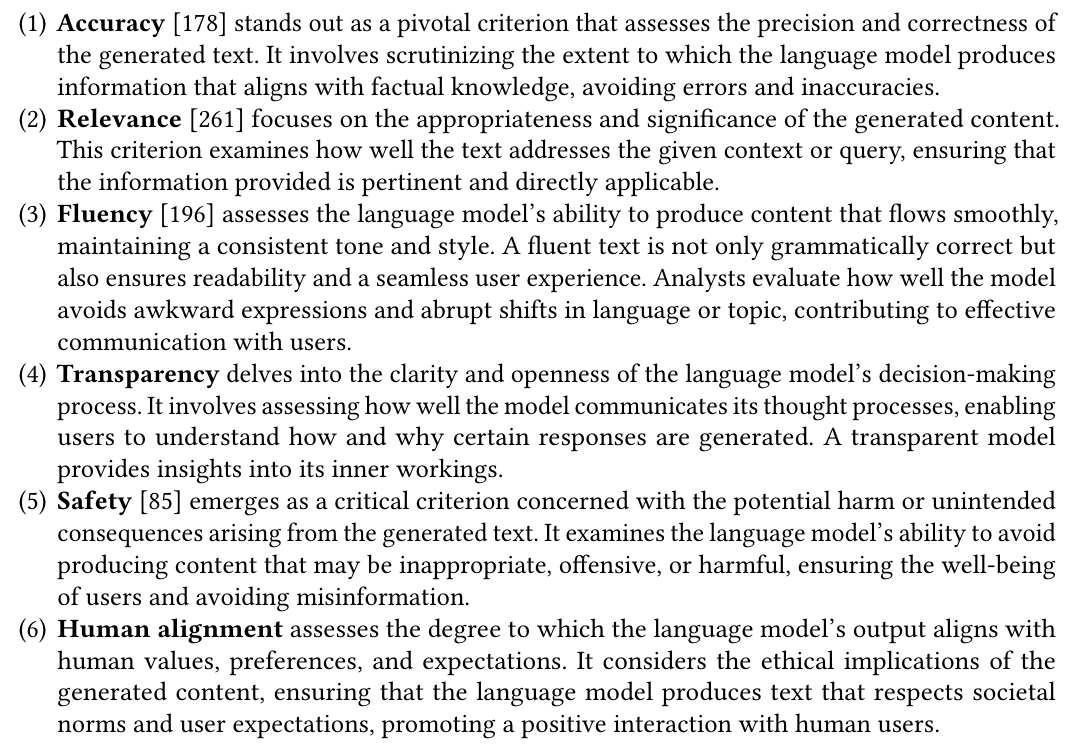 (1) Accuracy [178] stands out as a pivotal criterion that assesses the precision and correctness of
the generated text. It involves scrutinizing the extent to which the language model produces
information that aligns with factual knowledge, avoiding errors and inaccuracies.
(2) Relevance [261] focuses on the appropriateness and significance of the generated content.
This criterion examines how well the text addresses the given context or query, ensuring that
the information provided is pertinent and directly applicable.
(3) Fluency [196] assesses the language model’s ability to produce content that flows smoothly,
maintaining a consistent tone and style. A fluent text is not only grammatically correct but
also ensures readability and a seamless user experience. Analysts evaluate how well the model
avoids awkward expressions and abrupt shifts in language or topic, contributing to effective
communication with users.
(4) Transparency delves into the clarity and openness of the language model’s decision-making
process. It involves assessing how well the model communicates its thought processes, enabling
users to understand how and why certain responses are generated. A transparent model
provides insights into its inner workings.
(5) Safety [85] emerges as a critical criterion concerned with the potential harm or unintended
consequences arising from the generated text. It examines the language model’s ability to avoid
producing content that may be inappropriate, offensive, or harmful, ensuring the well-being
of users and avoiding misinformation.
(6) Human alignment assesses the degree to which the language model’s output aligns with
human values, preferences, and expectations. It considers the ethical implications of the
generated content, ensuring that the language model produces text that respects societal
norms and user expectations, promoting a positive interaction with human users.